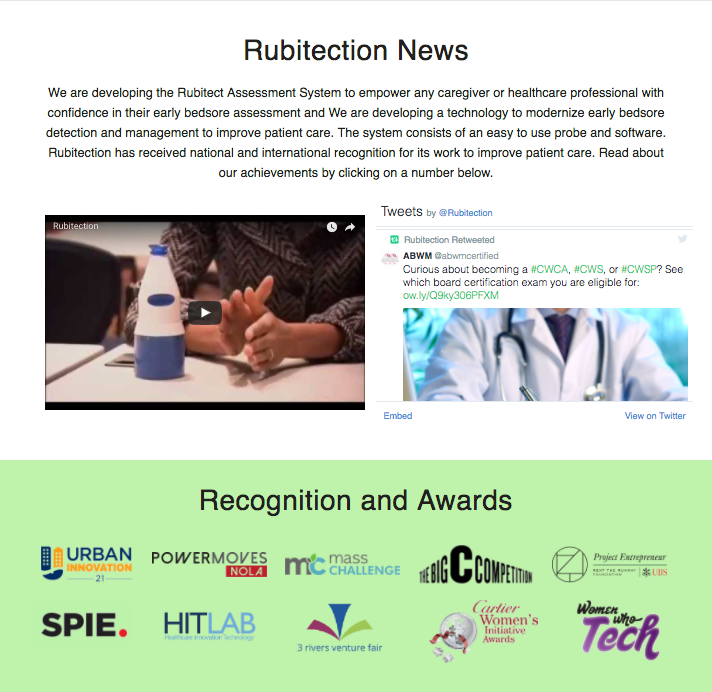 Rubitection News
We are developing the Rubitect Assessment System to empower any caregiver or healthcare professional with
confidence in their early bedsore assessment and We are developing a technology to modernize early bedsore
detection and management to improve patient care. The system consists of an easy to use probe and software.
Rubitection has received national and international recognition for its work to improve patient care. Read about
our achievements by clicking on a number below.
Rubitection
Tweets by @Rubitection
Rubitection Retweeted
ABWM @abwmcertified
Curious about becoming a #CWCA, #CWS, or #CWSP? See
which board certification exam you are eligible for:
ow.ly/Q9ky306PFXM
Embed
View on Twitter
Recognition and Awards
URBAN
INNOVATION
21
POWERMOVES
NOLA
mc mass
CHALLENGE
THE BIG C COMPETITION
Project Entrepreneur
RENT THE RUNWAY
FOUNDATION
UBS
SPIE.
HITLAB
Healthcare Innovation Technology
3 rivers venture fair
Cartier
Women's
Initiative
Awards
Women
who
Tech